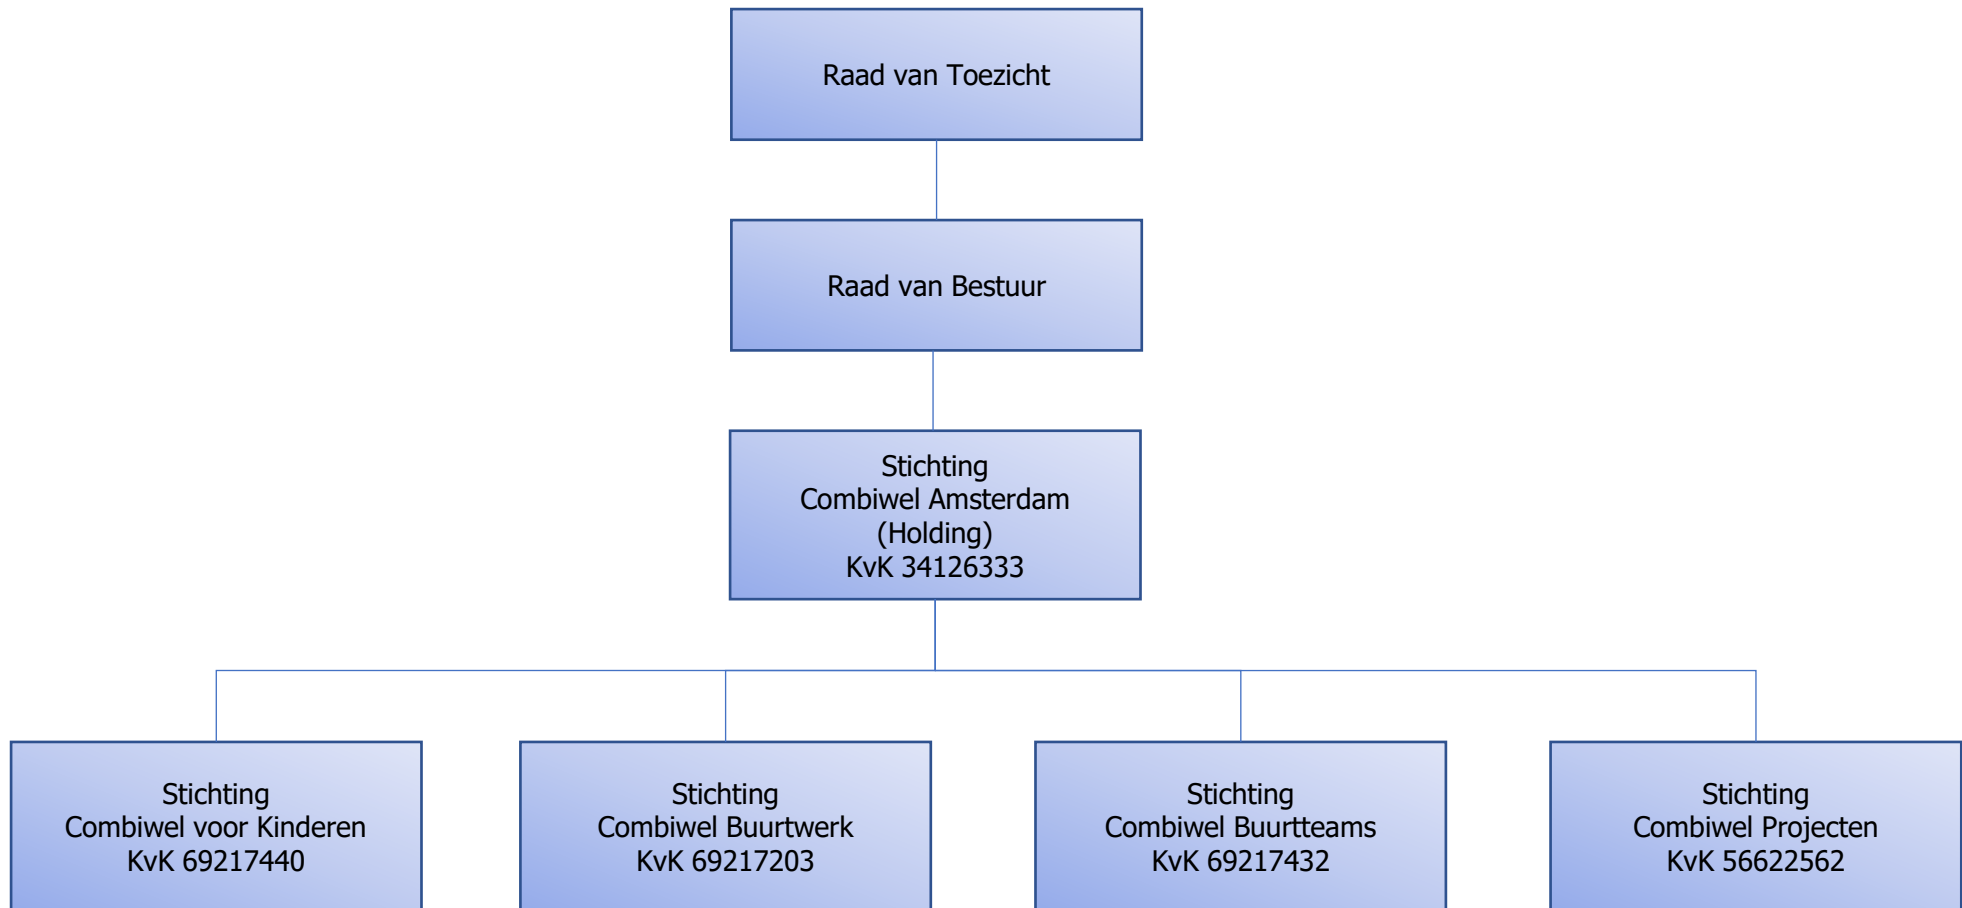 Raad van Toezicht
Raad van Bestuur
Stichting
Combiwel Amsterdam
(Holding)
KvK 34126333
Stichting
Combiwel voor Kinderen
KvK 69217440
Stichting
Combiwel Buurtwerk
KvK 69217203
Stichting
Combiwel Buurtteams
KvK 69217432
Stichting
Combiwel Projecten
KvK 56622562